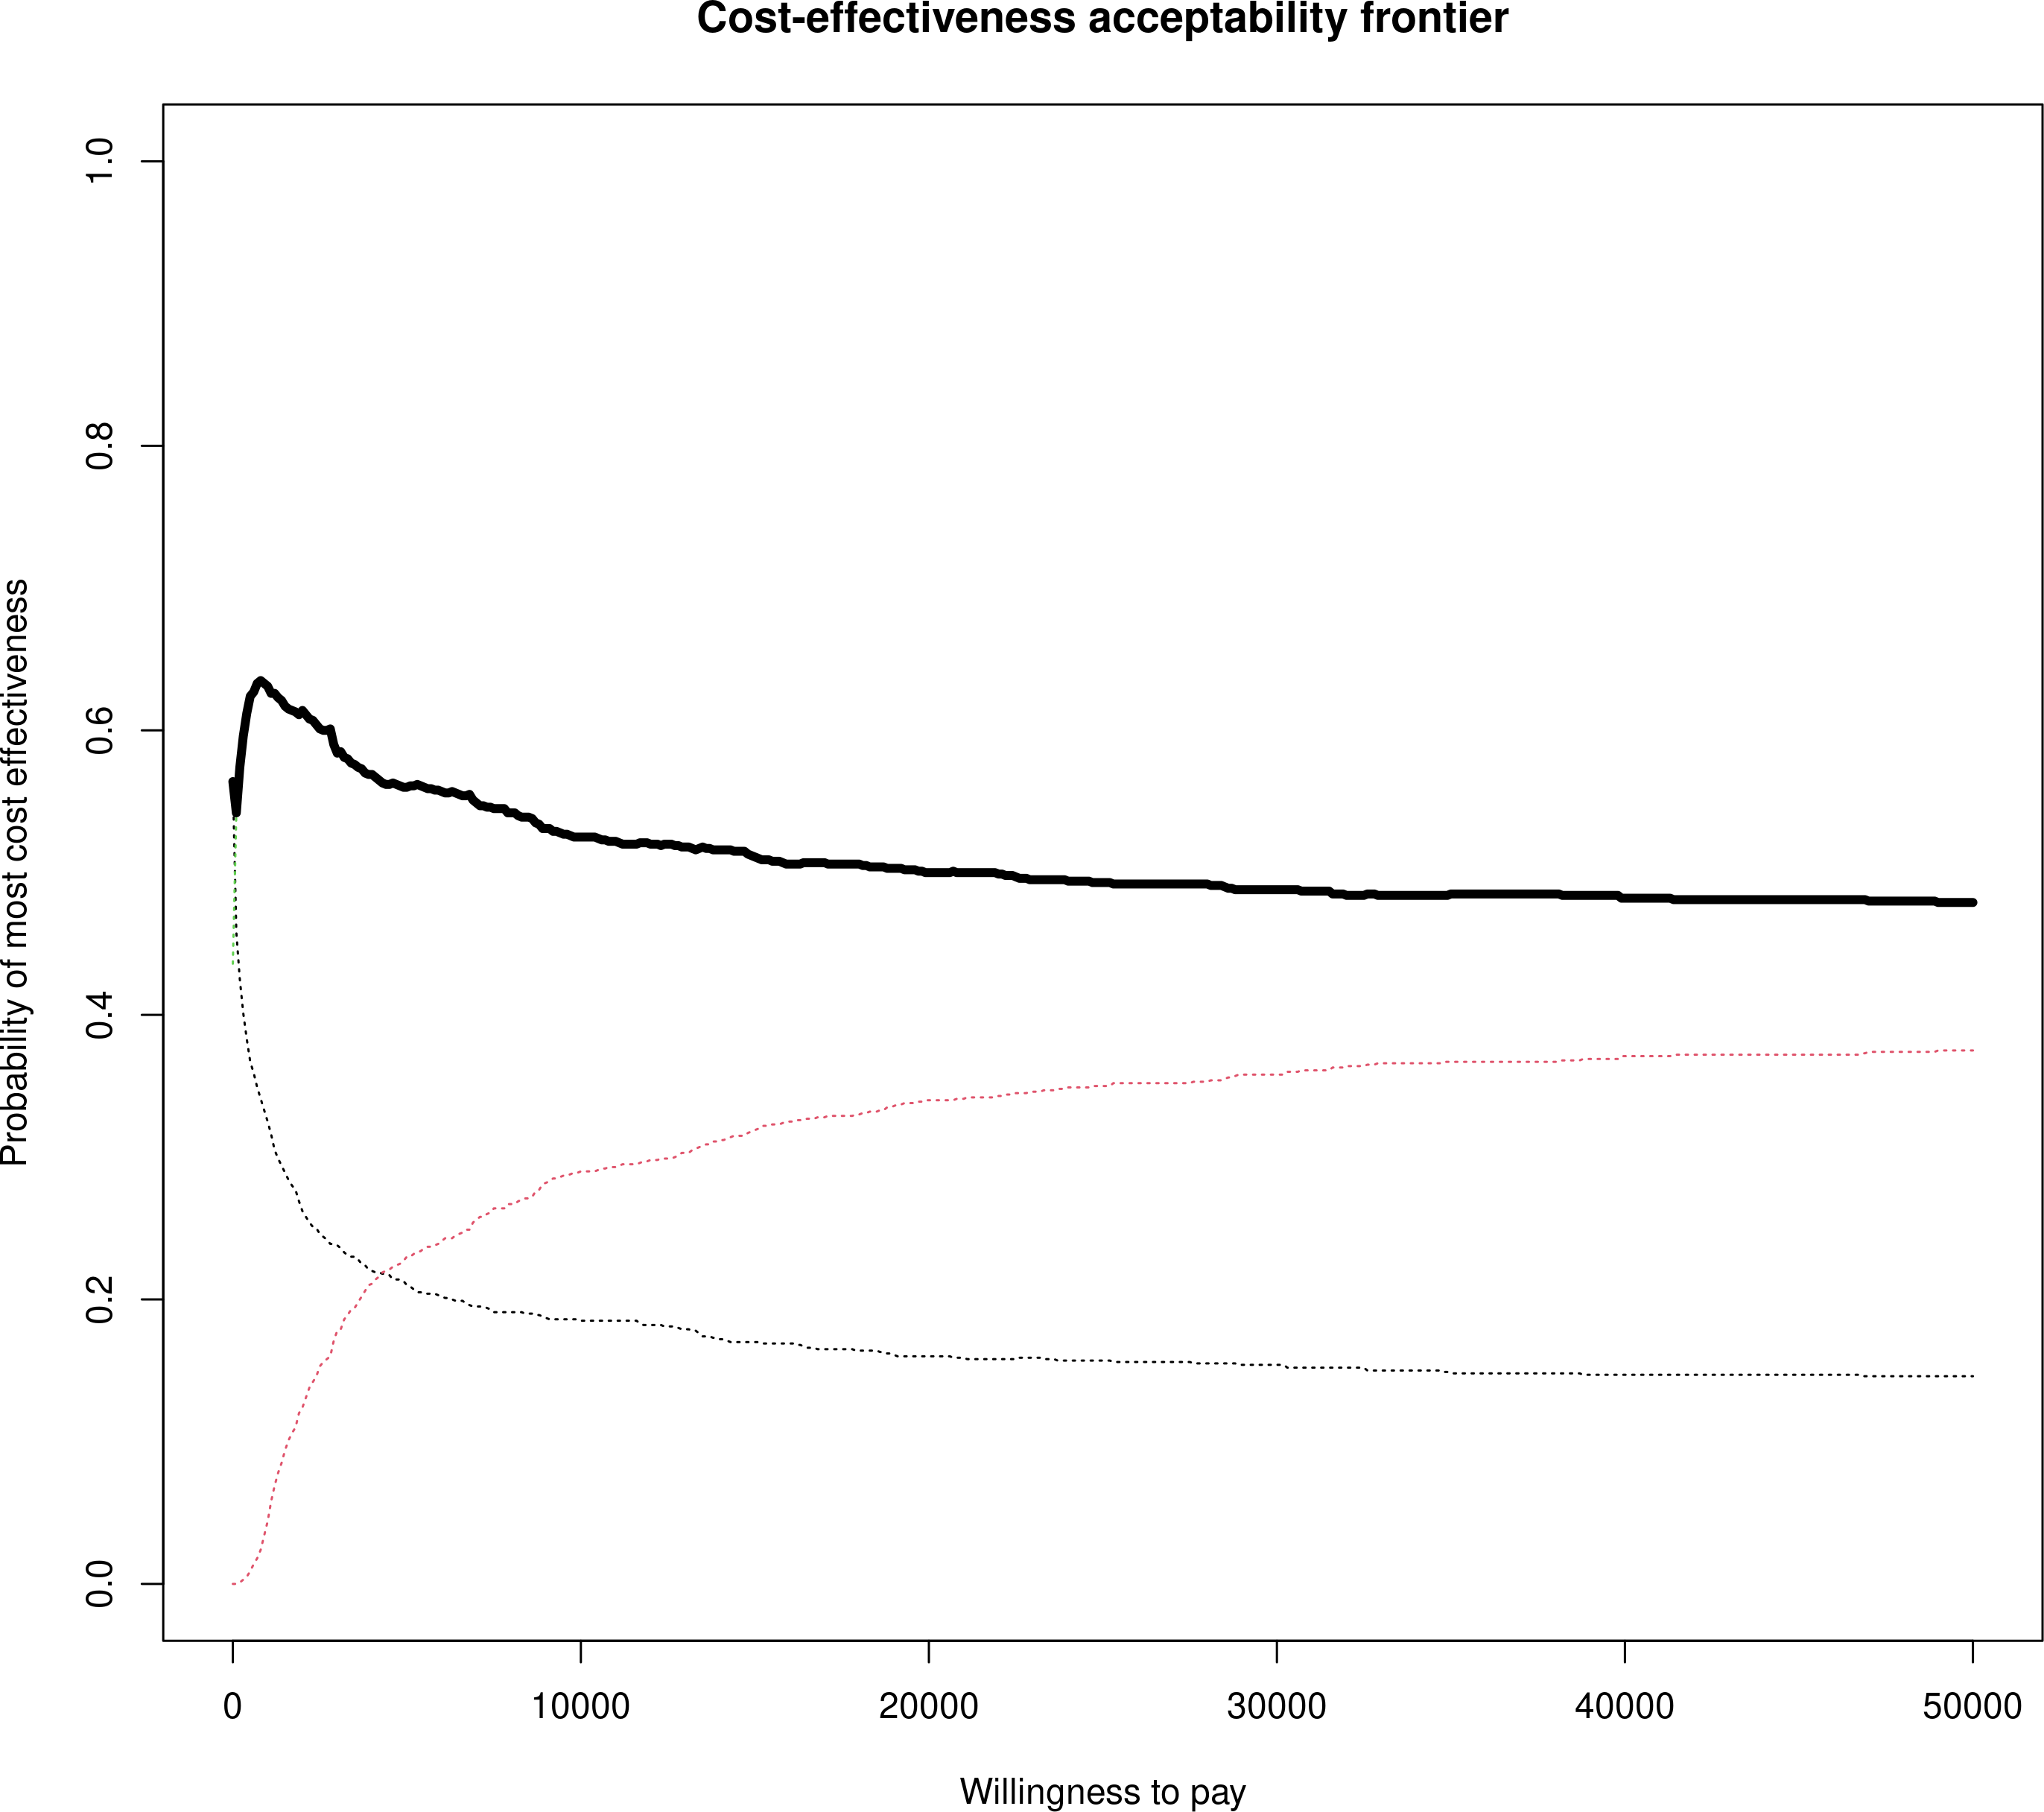 Cost-effectiveness acceptability frontier
Probability of most cost effectiveness
1.0
0.8
0.6
0.4
0.2
0.0
0 10000 20000 30000 40000 50000
Willingness to pay